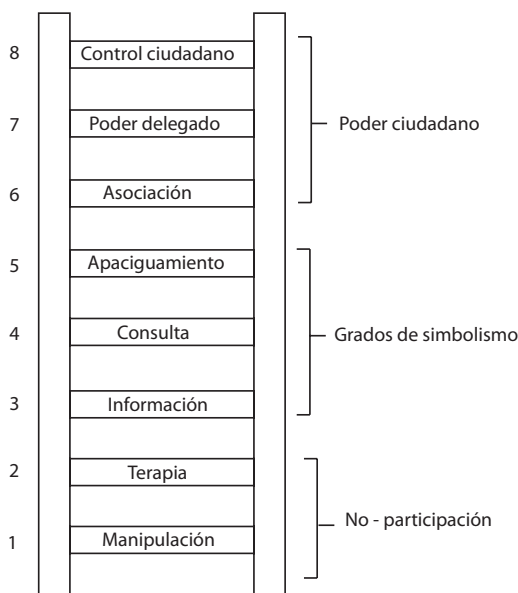 8 Control ciudadano
7 Poder delegado Poder ciudadano
6 Asociación
5 Apaciguamiento
4 Consulta Grados de simbolismo
3 Información
2 Terapia
No - participación
1 Manipulación